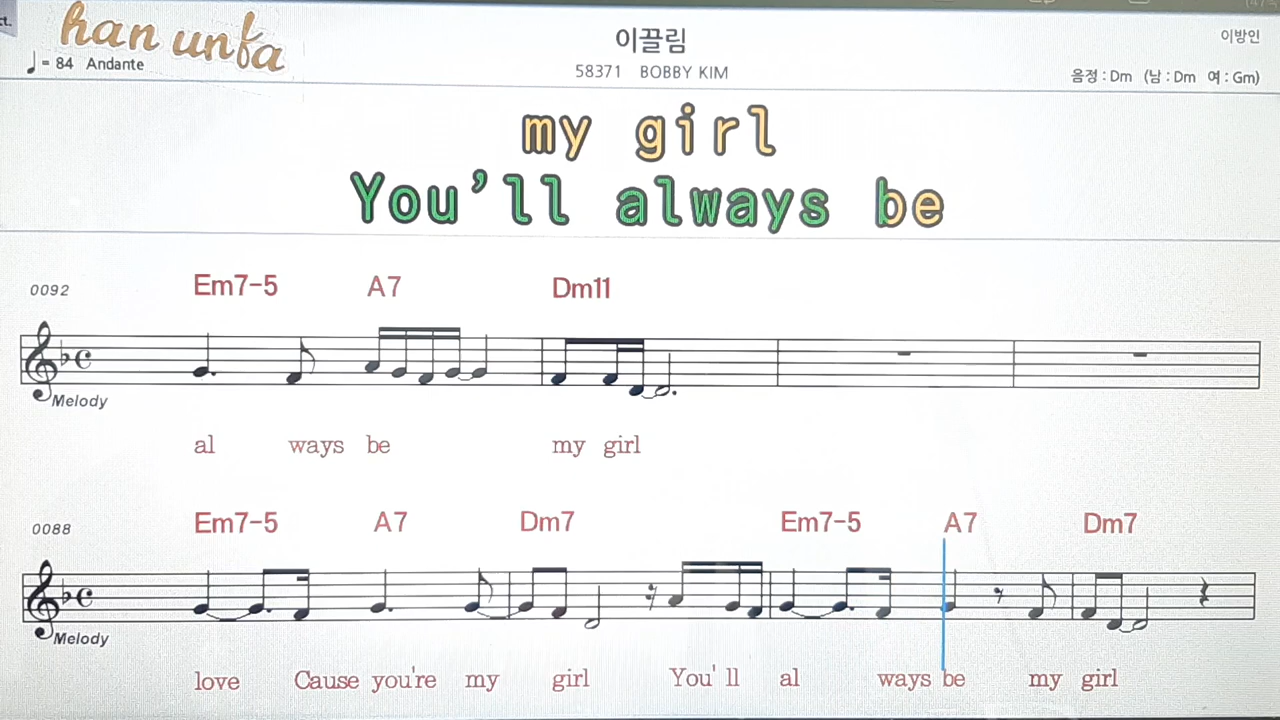 ct.
han unfa
이끌림
이방인
♩= 84 Andante
58371 BOBBY KIM
음정 : Dm (남 : Dm 여 : Gm)
my girl
You'll always be
0092 Em7-5 A7 Dm11
Melody
al ways be my girl
0088 Em7-5 A7 Dm7 Em7-5 A7 Dm7
Melody
love Cause you're my girl You' ll al ways be my girl